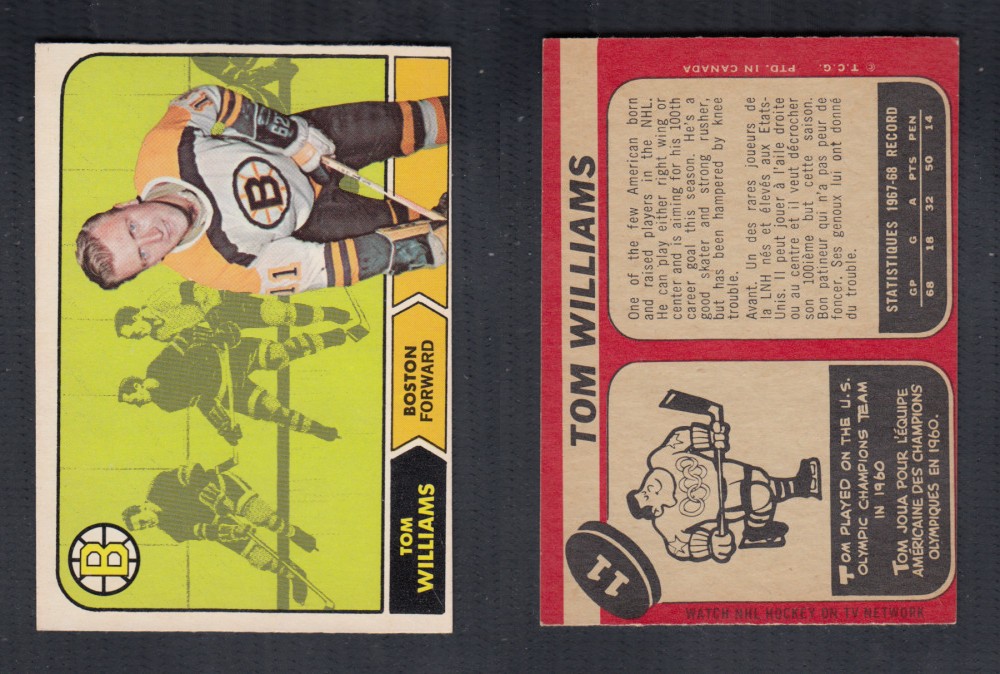 B
11
11
62
B
TOM
WILLIAMS
BOSTON
FORWARD
TOM WILLIAMS
11
One of the few American born
and raised players in the NHL.
He can play either right wing or
center and is aiming for his 100th
career goal this season. He's a
good skater and strong rusher,
but has been hampered by knee
trouble.
Avant. Un des rares joueurs de
la LNH nés et élevés aux Etats-
Unis. Il peut jouer à l'aile droite
ou au centre et il veut décrocher
son 100ième but cette saison.
Bon patineur qui n'a pas peur de
foncer. Ses genoux lui ont donné
du trouble.
STATISTIQUES 1967-68 RECORD
GP G A PTS PEN
68 18 32 50 14
TOM PLAYED ON THE U.S.
OLYMPIC CHAMPIONS TEAM
IN 1960
TOM JOUA POUR L'ÉQUIPE
AMÉRICAINE DES CHAMPIONS
OLYMPIQUES EN 1960.
WATCH NHL HOCKEY ON TV NETWORK
© T.C.G. PTD. IN CANADA